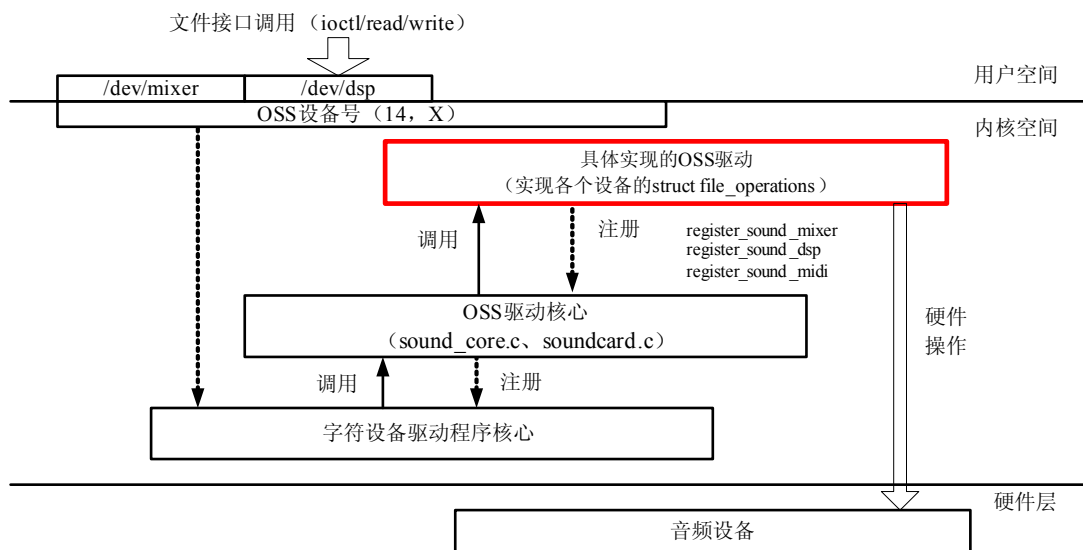 文件接口调用（ioctl/read/write）
用户空间
/dev/mixer
/dev/dsp
OSS设备号（14，X）
内核空间
具体实现的OSS驱动
（实现各个设备的struct file_operations）
调用
注册
register_sound_mixer
register_sound_dsp
register_sound_midi
OSS驱动核心
（sound_core.c、soundcard.c）
硬件
操作
调用
注册
字符设备驱动程序核心
硬件层
音频设备